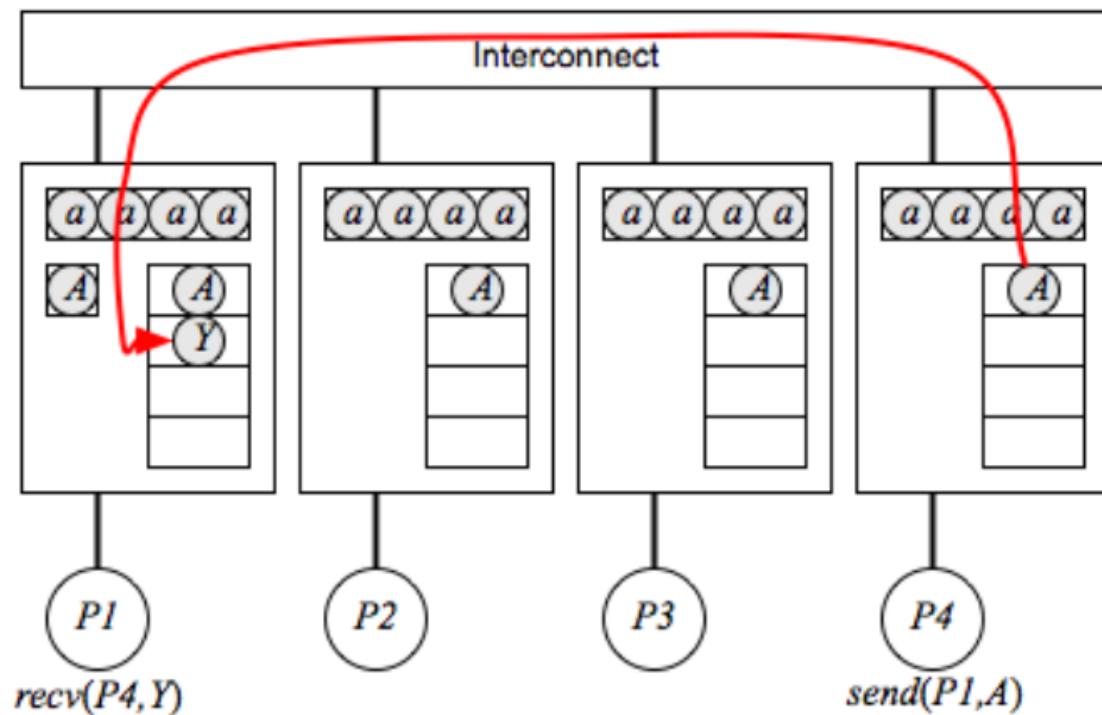 Interconnect
a a a a a a a a a a a a a a a a
A A A A A
Y
P1 P2 P3 P4
recv(P4,Y) send(P1,A)